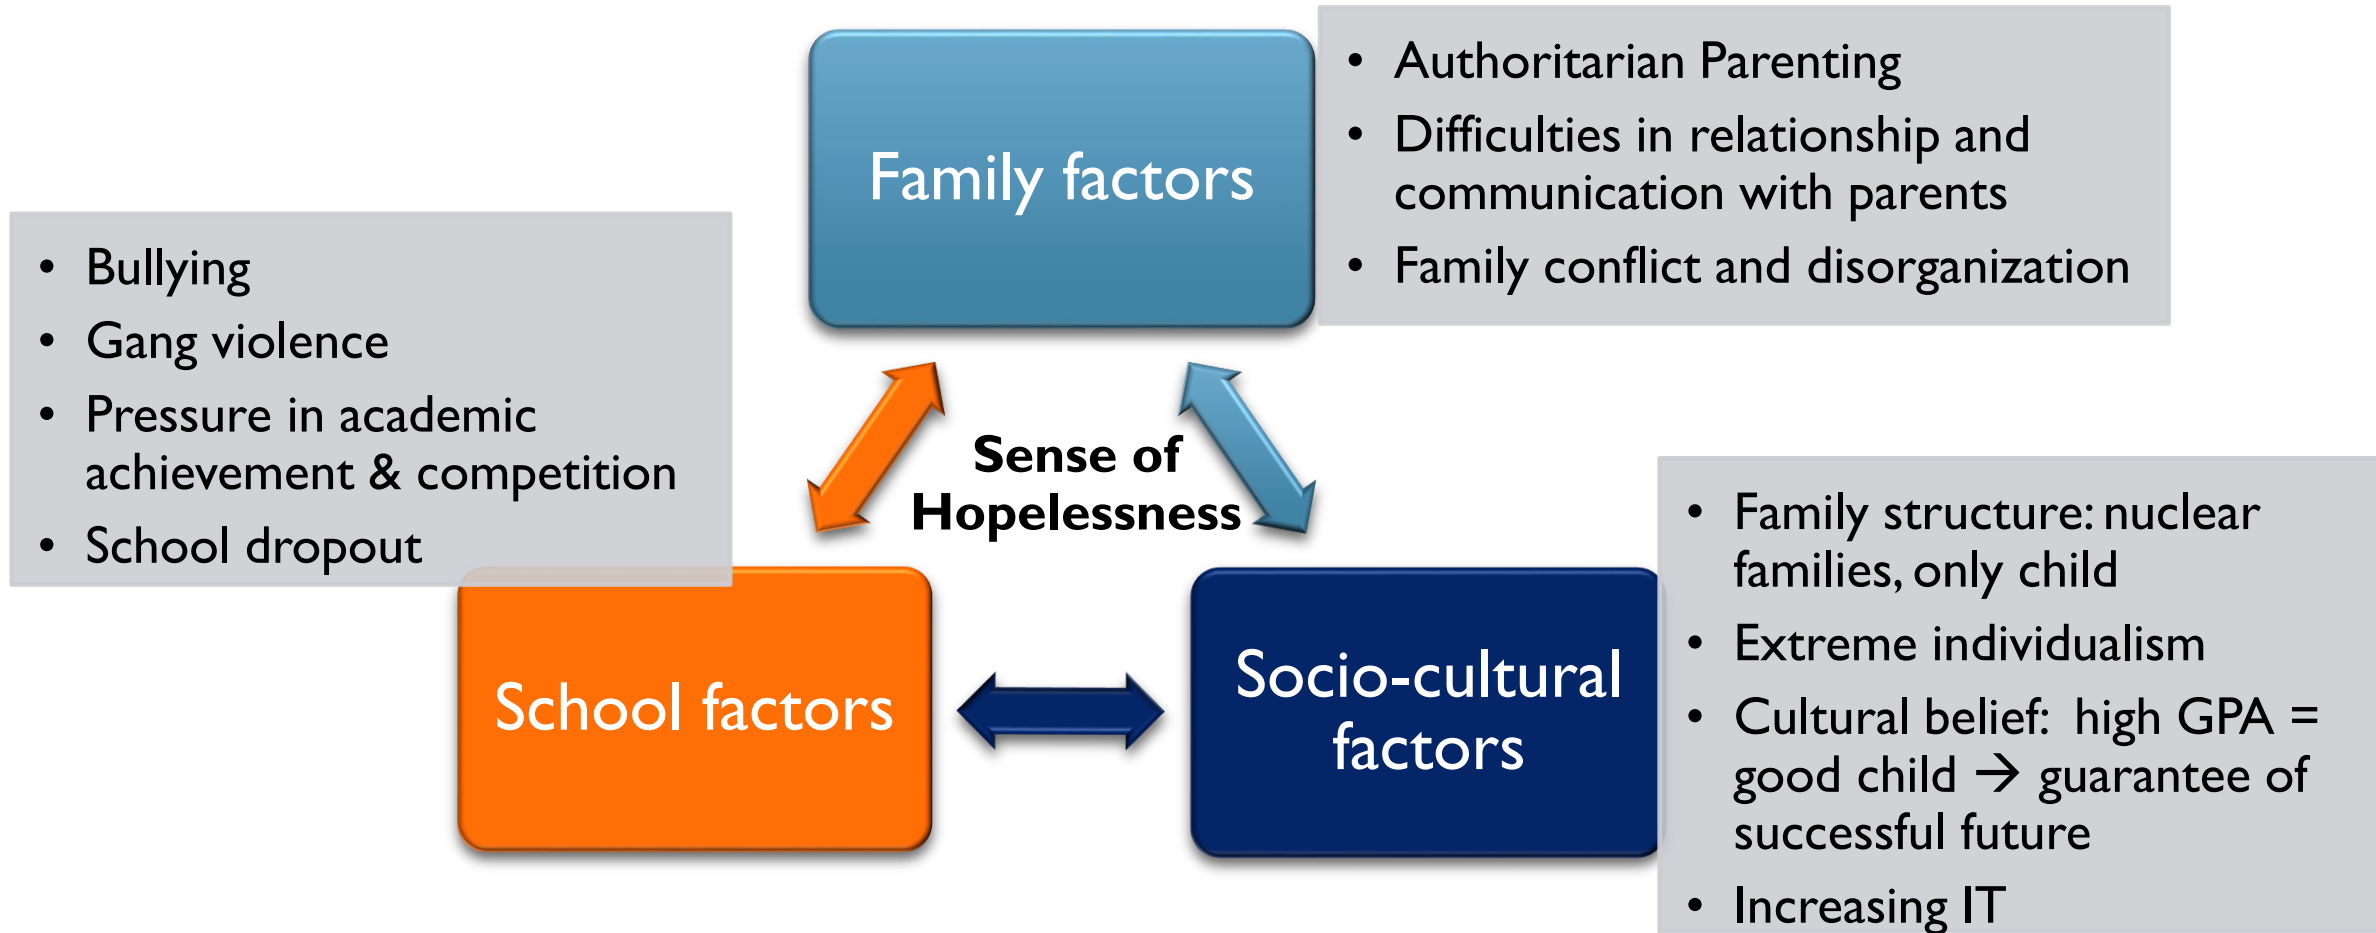 Family factors
• Authoritarian Parenting
• Difficulties in relationship and
communication with parents
• Family conflict and disorganization
• Bullying
• Gang violence
• Pressure in academic
achievement & competition
• School dropout
Sense of
Hopelessness
School factors
Socio-cultural
factors
• Family structure: nuclear
families, only child
• Extreme individualism
• Cultural belief:  high GPA =
good child → guarantee of
successful future
• Increasing IT